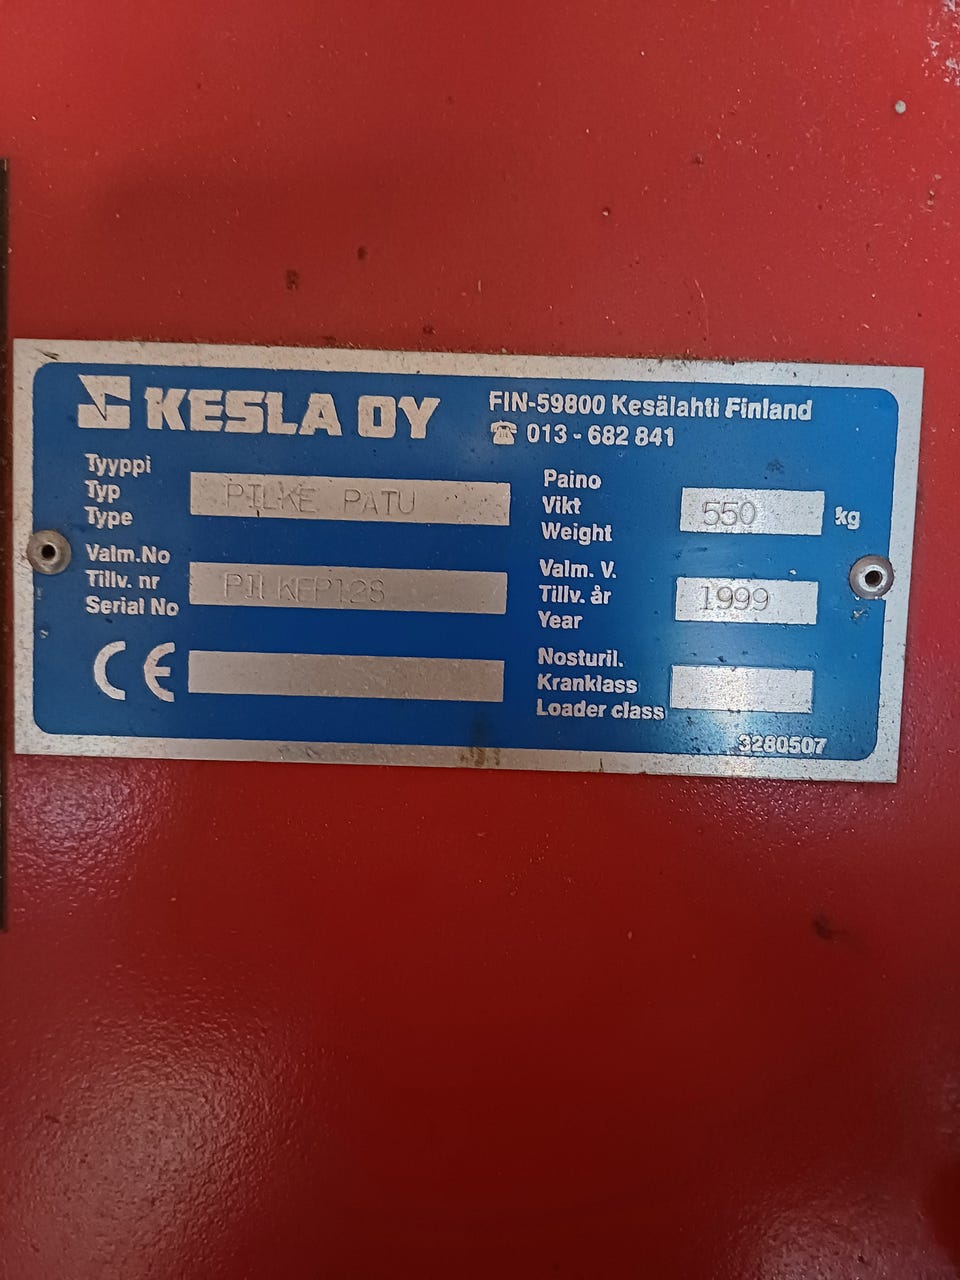 KESLA OY
FIN-59800 Kesälahti Finland
☎ 013 - 682 841
Tyyppi
Typ
Type
PILKE PATU
Paino
Vikt
Weight
550 kg
Valm.No
Tillv. nr
Serial No
PILKEP128
Valm. V.
Tillv. år
Year
1999
CE
Nosturil.
Kranklass
Loader class
3280507